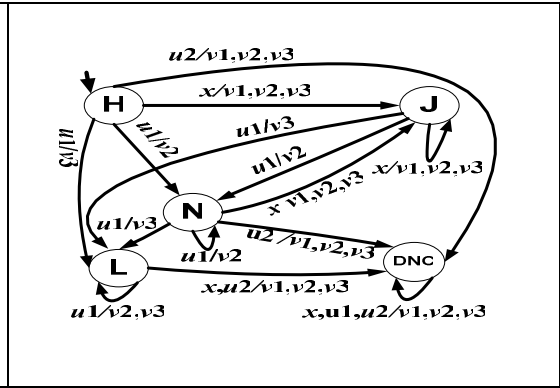 u2/v1,v2,v3
x/v1,v2,v3
H
J
u1/v3
u1/v2
u1/v3
u1/v2
x/v1,v2,v3
x v1,v2,v3
N
u1/v3
u2/v1,v2,v3
u1/v2
L
DNC
x,u2/v1,v2,v3
u1/v2,v3
x,u1,u2/v1,v2,v3